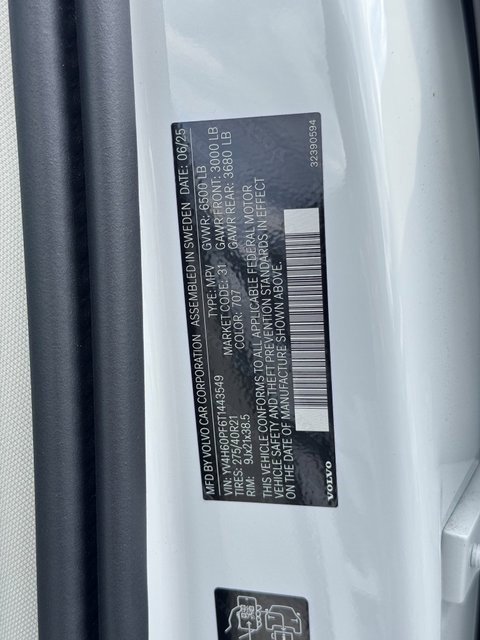 MFD BY VOLVO CAR CORPORATION ASSEMBLED IN SWEDEN DATE: 06/25
VIN: YV4H60PF6T1443549 TYPE: MPV GVWR: 6500 LB
TIRES: 275/40R21 MARKET CODE: 31 GAWR FRONT: 3000 LB
RIM: 9Jx21x38.5 COLOR: 707 GAWR REAR: 3680 LB
THIS VEHICLE CONFORMS TO ALL APPLICABLE FEDERAL MOTOR
VEHICLE SAFETY AND THEFT PREVENTION STANDARDS IN EFFECT
ON THE DATE OF MANUFACTURE SHOWN ABOVE.
VOLVO 32390594